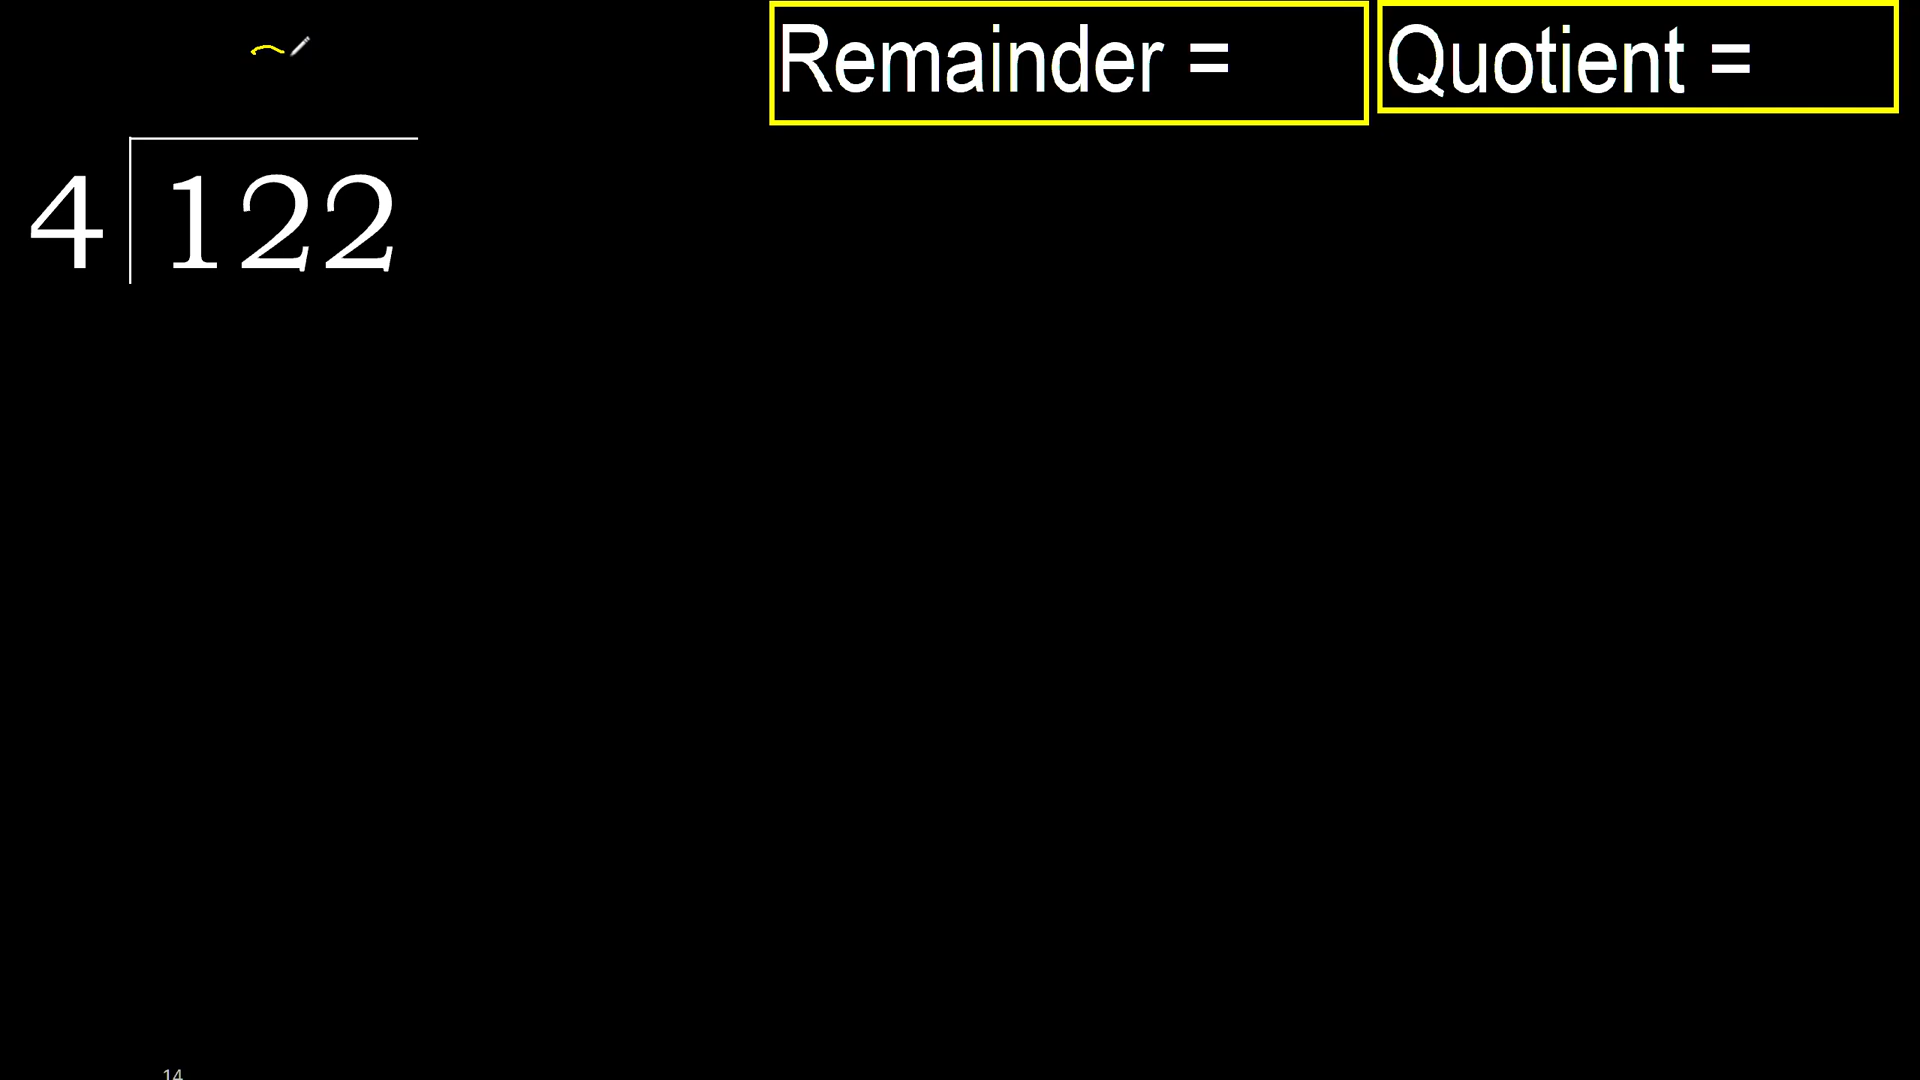 Remainder = Quotient =
4 122
14